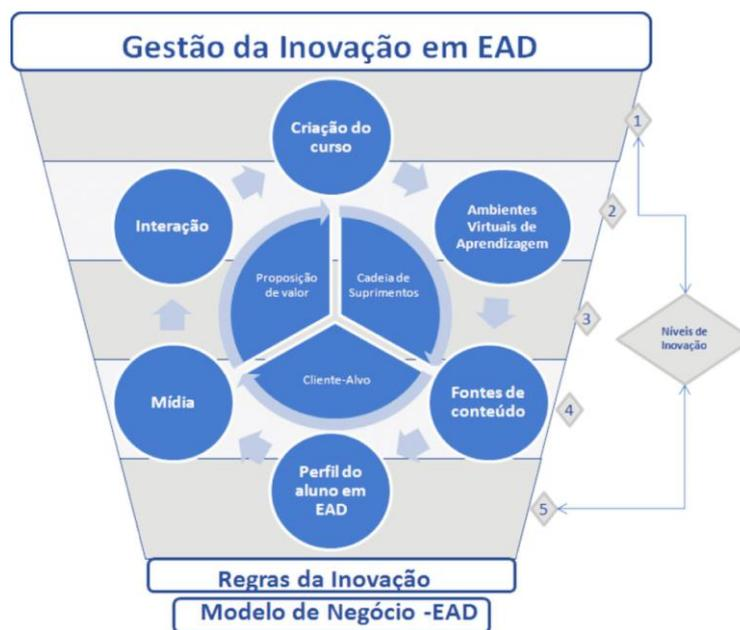 Gestão da Inovação em EAD
Criação do
curso
1
Interação
Ambientes
Virtuais de
Aprendizagem
2
Proposição
de valor
Cadeia de
Suprimentos
3
Níveis de
Inovação
Cliente-Alvo
Mídia
Fontes de
conteúdo
4
Perfil do
aluno em
EAD
5
Regras da Inovação
Modelo de Negócio -EAD